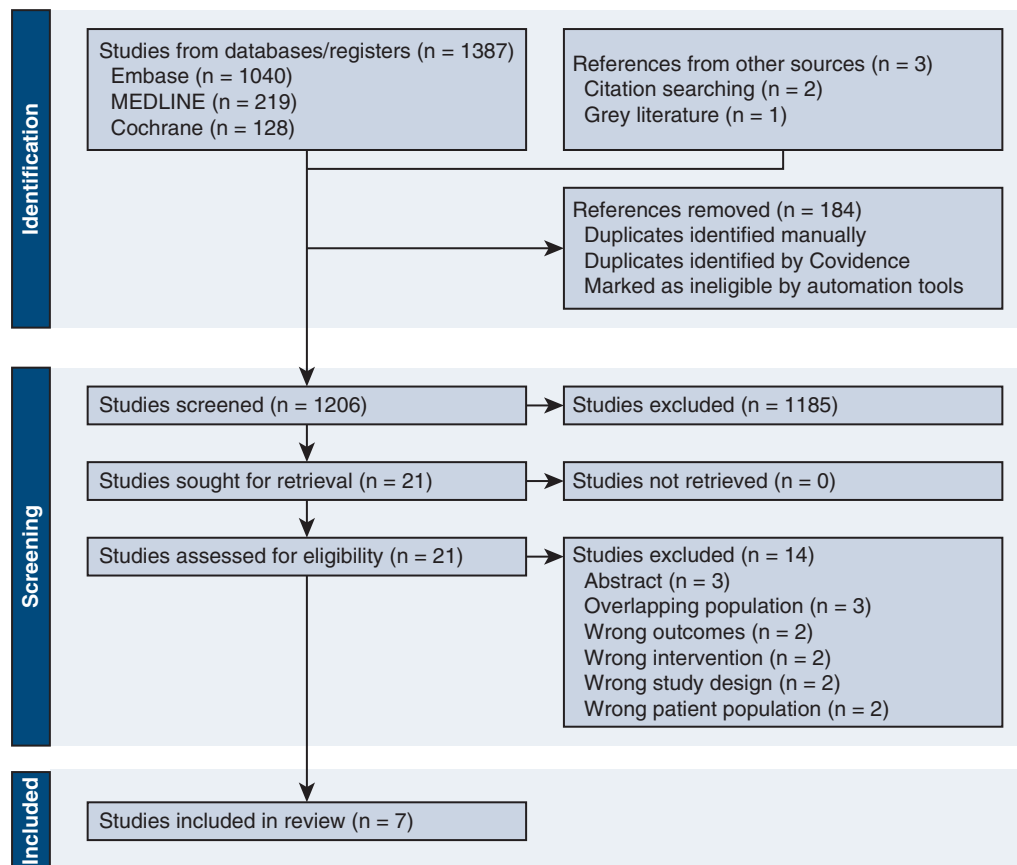 Identification
Studies from databases/registers (n = 1387)
Embase (n = 1040)
MEDLINE (n = 219)
Cochrane (n = 128)
References from other sources (n = 3)
Citation searching (n = 2)
Grey literature (n = 1)
References removed (n = 184)
Duplicates identified manually
Duplicates identified by Covidence
Marked as ineligible by automation tools
Screening
Studies screened (n = 1206)
Studies excluded (n = 1185)
Studies sought for retrieval (n = 21)
Studies not retrieved (n = 0)
Studies assessed for eligibility (n = 21)
Studies excluded (n = 14)
Abstract (n = 3)
Overlapping population (n = 3)
Wrong outcomes (n = 2)
Wrong intervention (n = 2)
Wrong study design (n = 2)
Wrong patient population (n = 2)
Included
Studies included in review (n = 7)